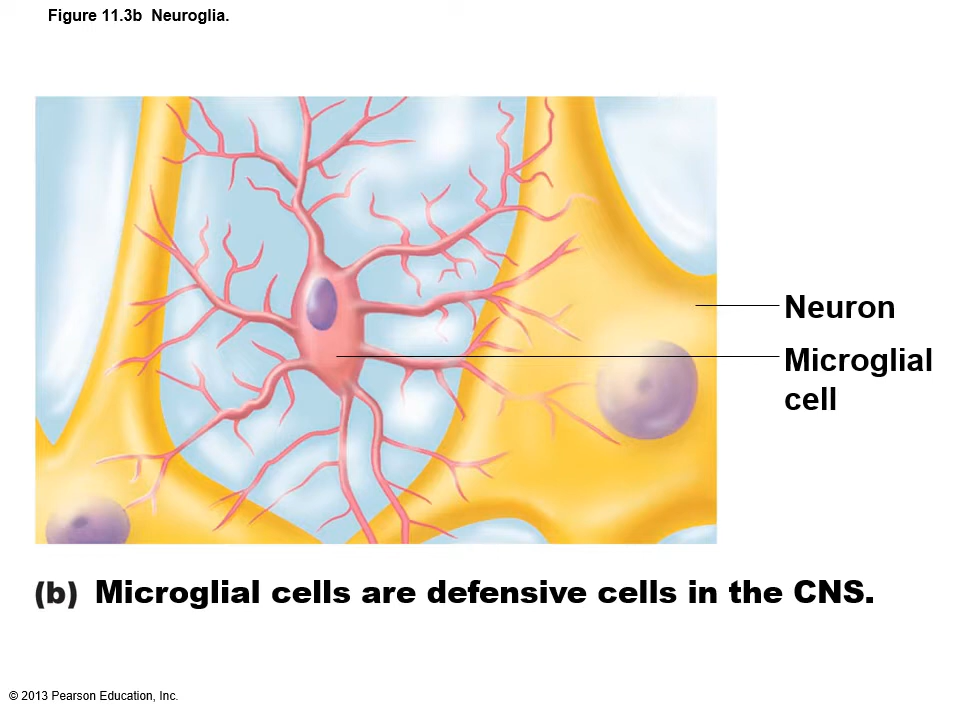 Figure 11.3b  Neuroglia.
Neuron
Microglial
cell
(b)  Microglial cells are defensive cells in the CNS.
© 2013 Pearson Education, Inc.